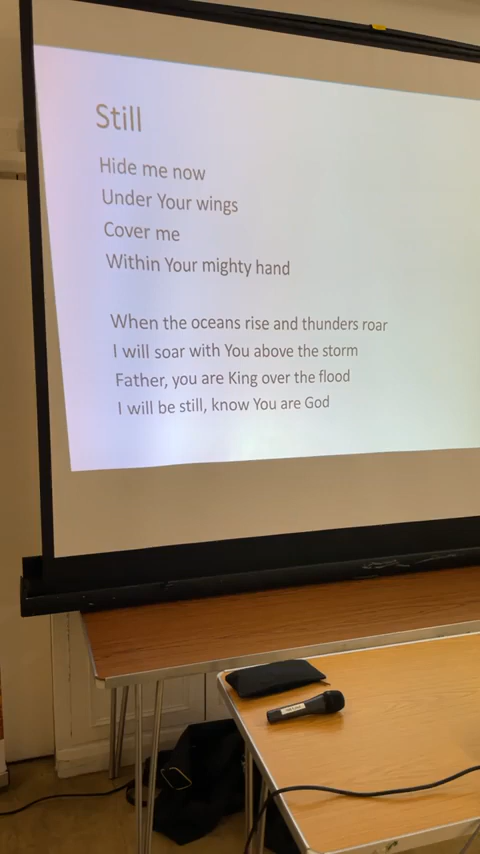 Still
Hide me now
Under Your wings
Cover me
Within Your mighty hand
When the oceans rise and thunders roar
I will soar with You above the storm
Father, you are King over the flood
I will be still, know You are God